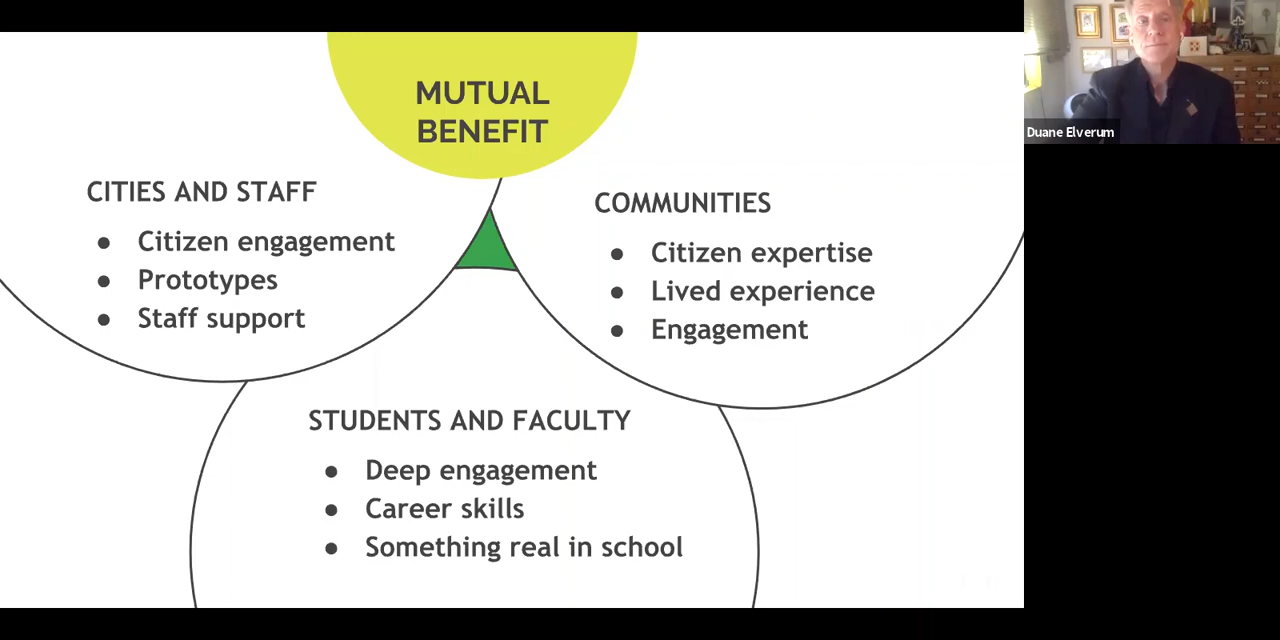 MUTUAL
BENEFIT
CITIES AND STAFF
● Citizen engagement
● Prototypes
● Staff support
COMMUNITIES
● Citizen expertise
● Lived experience
● Engagement
STUDENTS AND FACULTY
● Deep engagement
● Career skills
● Something real in school
Duane Elverum